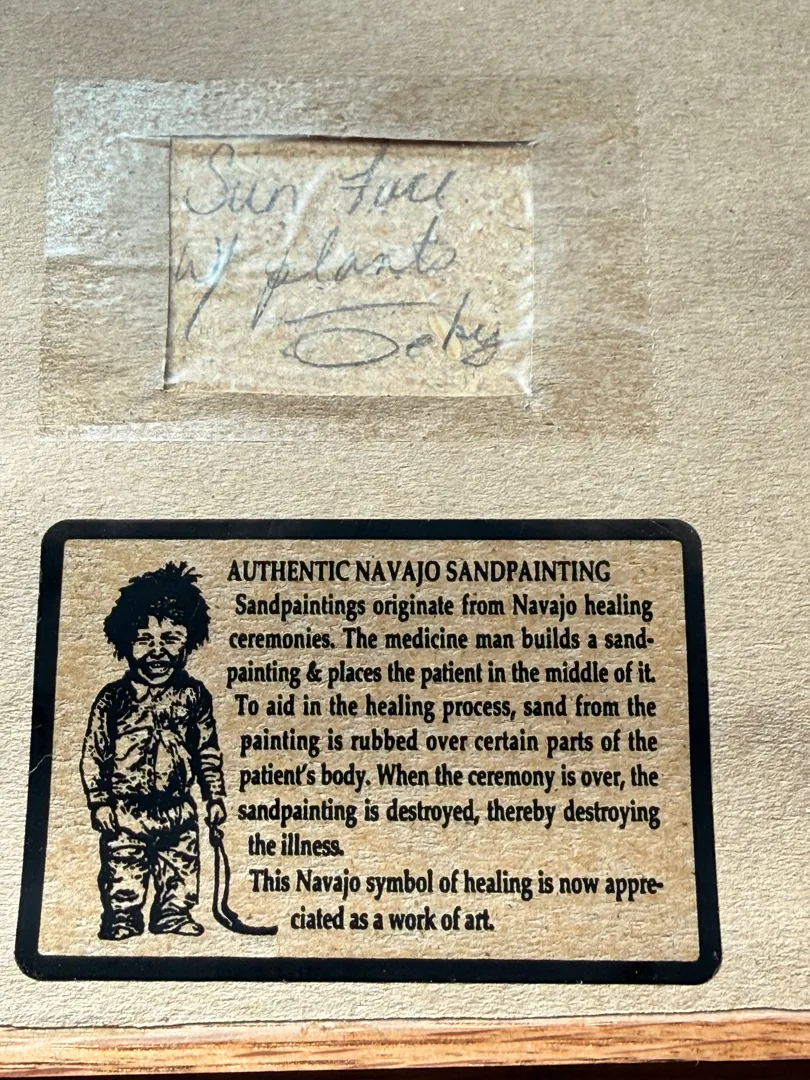 Sun face
w/ plants
AUTHENTIC NAVAJO SANDPAINTING
Sandpaintings originate from Navajo healing
ceremonies. The medicine man builds a sand-
painting & places the patient in the middle of it.
To aid in the healing process, sand from the
painting is rubbed over certain parts of the
patient's body. When the ceremony is over, the
sandpainting is destroyed, thereby destroying
the illness.
This Navajo symbol of healing is now appre-
ciated as a work of art.